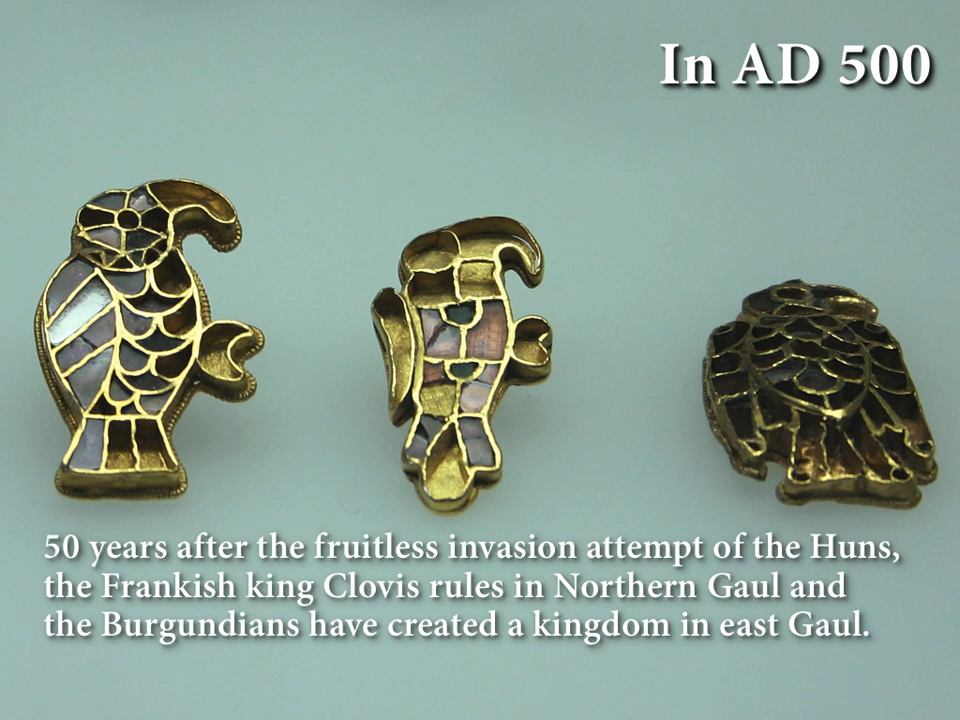 In AD 500
50 years after the fruitless invasion attempt of the Huns,
the Frankish king Clovis rules in Northern Gaul and
the Burgundians have created a kingdom in east Gaul.